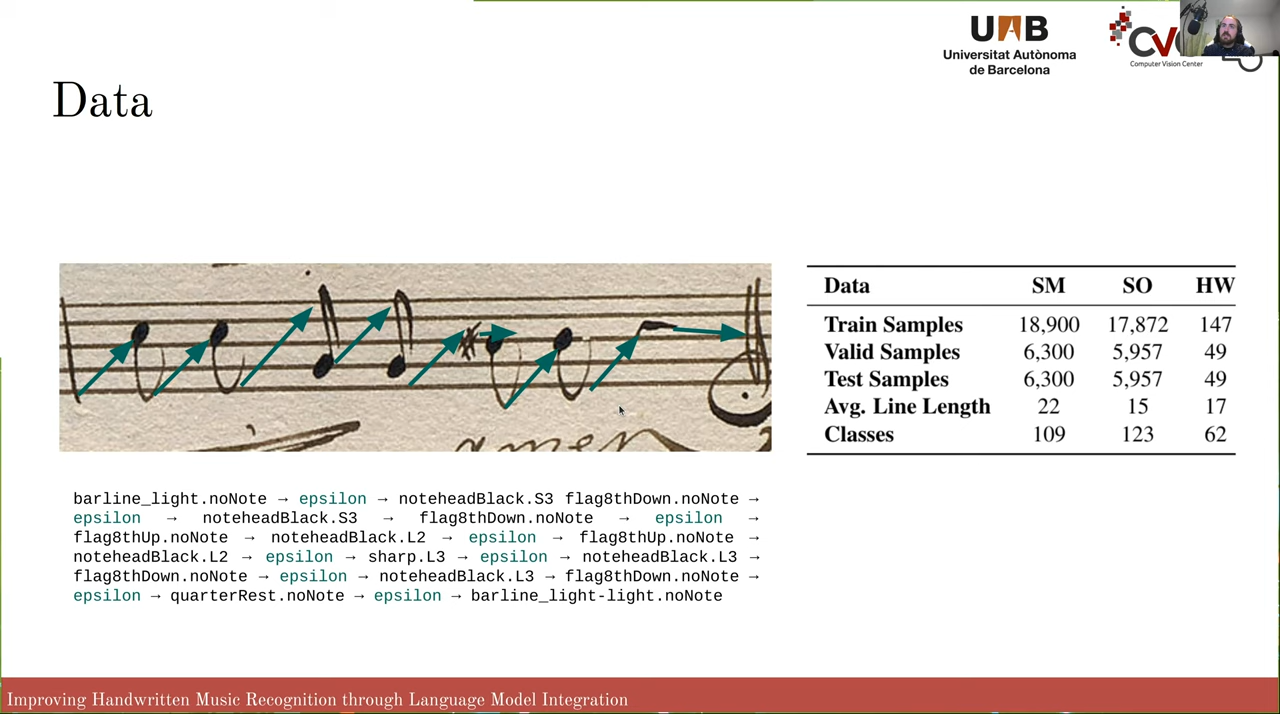 UAB
Universitat Autònoma
de Barcelona
CVC
Computer Vision Center
Data
barline_light.noNote → epsilon → noteheadBlack.S3 flag8thDown.noNote →
epsilon → noteheadBlack.S3 → flag8thDown.noNote → epsilon →
flag8thUp.noNote → noteheadBlack.L2 → epsilon → flag8thUp.noNote →
noteheadBlack.L2 → epsilon → sharp.L3 → epsilon → noteheadBlack.L3 →
flag8thDown.noNote → epsilon → noteheadBlack.L3 → flag8thDown.noNote →
epsilon → quarterRest.noNote → epsilon → barline_light-light.noNote
Data SM SO HW
Train Samples 18,900 17,872 147
Valid Samples 6,300 5,957 49
Test Samples 6,300 5,957 49
Avg. Line Length 22 15 17
Classes 109 123 62
Improving Handwritten Music Recognition through Language Model Integration